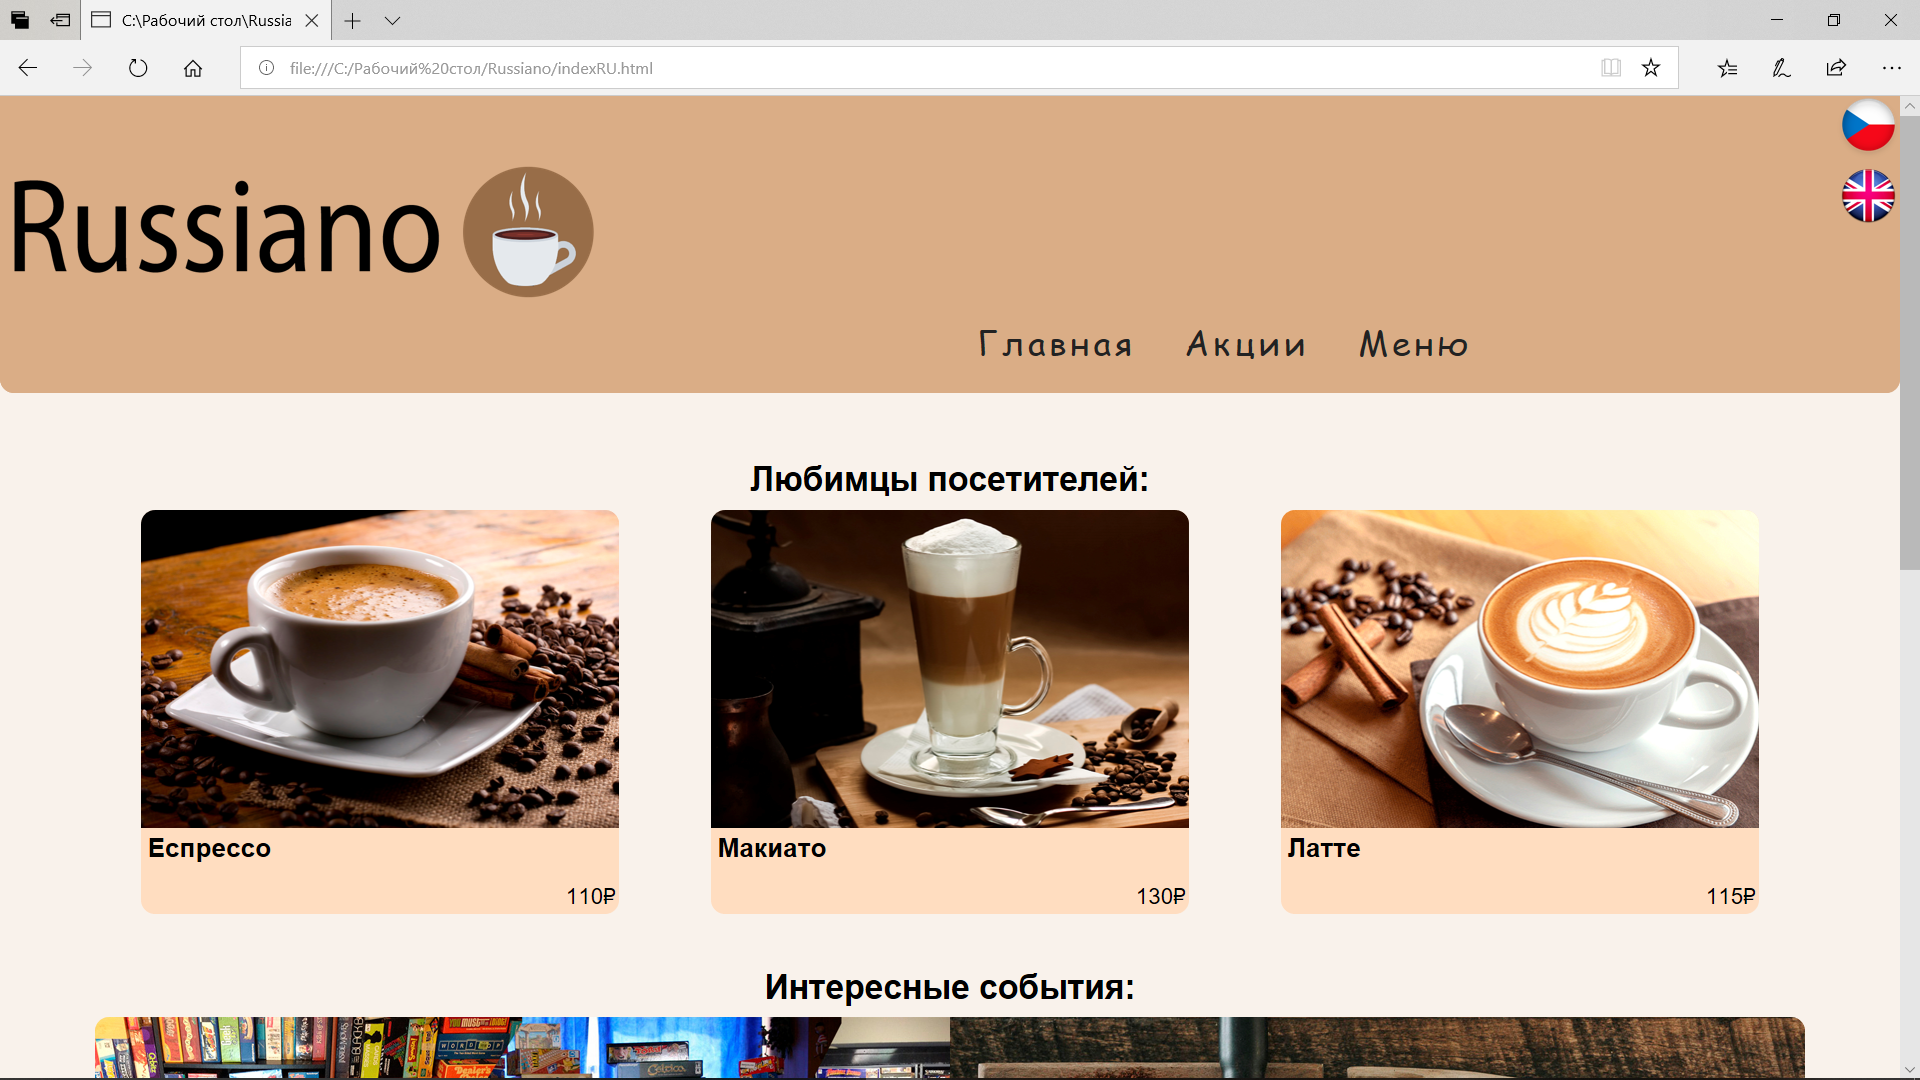 C:\Рабочий стол\Russia
file:///C:/Рабочий%20стол/Russiano/indexRU.html
Russiano
Главная Акции Меню
Любимцы посетителей:
Еспрессо
110₽
Макиато
130₽
Латте
115₽
Интересные события: